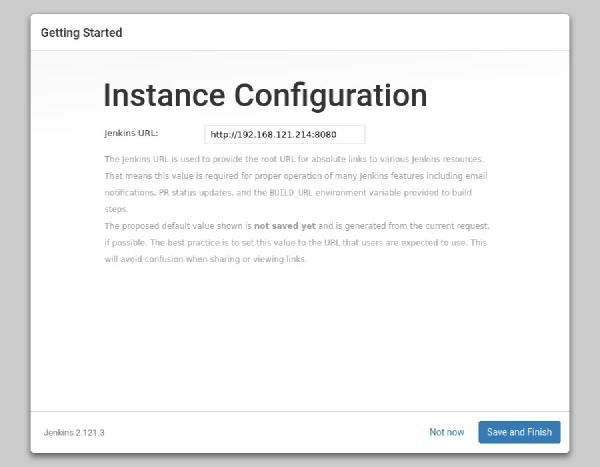 Getting Started
Instance Configuration
Jenkins URL: http://192.168.121.214:8080
The Jenkins URL is used to provide the root URL for absolute links to various Jenkins resources.
That means this value is required for proper operation of many Jenkins features including email
notifications, PR status updates, and the BUILD_URL environment variable provided to build
steps.
The proposed default value shown is not saved yet and is generated from the current request,
if possible. The best practice is to set this value to the URL that users are expected to use. This
will avoid confusion when sharing or viewing links.
Jenkins 2.121.3 Not now Save and Finish